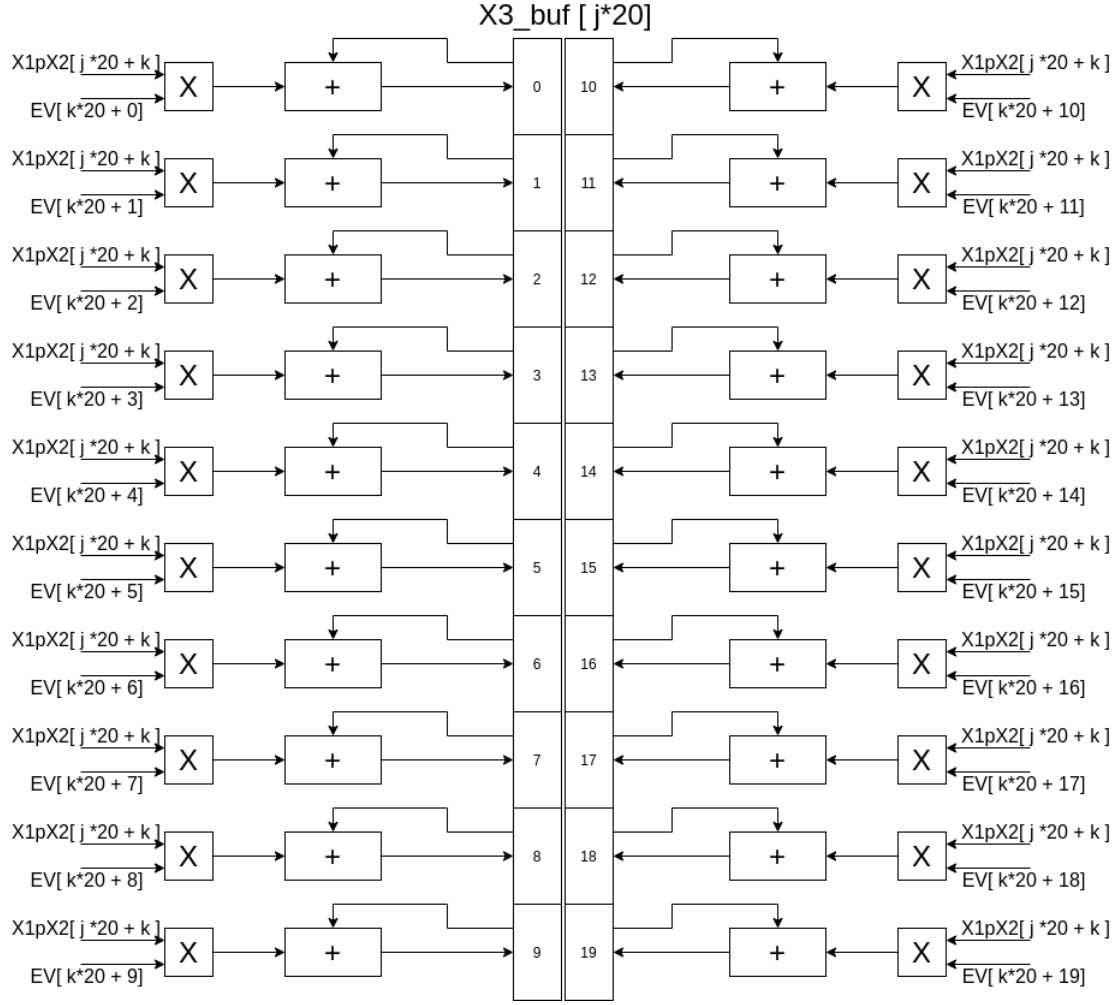 X3_buf [ j*20]
X1pX2[ j *20 + k ]
X
EV[ k*20 + 0]
+
0
10
+
X
X1pX2[ j *20 + k ]
EV[ k*20 + 10]
X1pX2[ j *20 + k ]
X
EV[ k*20 + 1]
+
1
11
+
X
X1pX2[ j *20 + k ]
EV[ k*20 + 11]
X1pX2[ j *20 + k ]
X
EV[ k*20 + 2]
+
2
12
+
X
X1pX2[ j *20 + k ]
EV[ k*20 + 12]
X1pX2[ j *20 + k ]
X
EV[ k*20 + 3]
+
3
13
+
X
X1pX2[ j *20 + k ]
EV[ k*20 + 13]
X1pX2[ j *20 + k ]
X
EV[ k*20 + 4]
+
4
14
+
X
X1pX2[ j *20 + k ]
EV[ k*20 + 14]
X1pX2[ j *20 + k ]
X
EV[ k*20 + 5]
+
5
15
+
X
X1pX2[ j *20 + k ]
EV[ k*20 + 15]
X1pX2[ j *20 + k ]
X
EV[ k*20 + 6]
+
6
16
+
X
X1pX2[ j *20 + k ]
EV[ k*20 + 16]
X1pX2[ j *20 + k ]
X
EV[ k*20 + 7]
+
7
17
+
X
X1pX2[ j *20 + k ]
EV[ k*20 + 17]
X1pX2[ j *20 + k ]
X
EV[ k*20 + 8]
+
8
18
+
X
X1pX2[ j *20 + k ]
EV[ k*20 + 18]
X1pX2[ j *20 + k ]
X
EV[ k*20 + 9]
+
9
19
+
X
X1pX2[ j *20 + k ]
EV[ k*20 + 19]